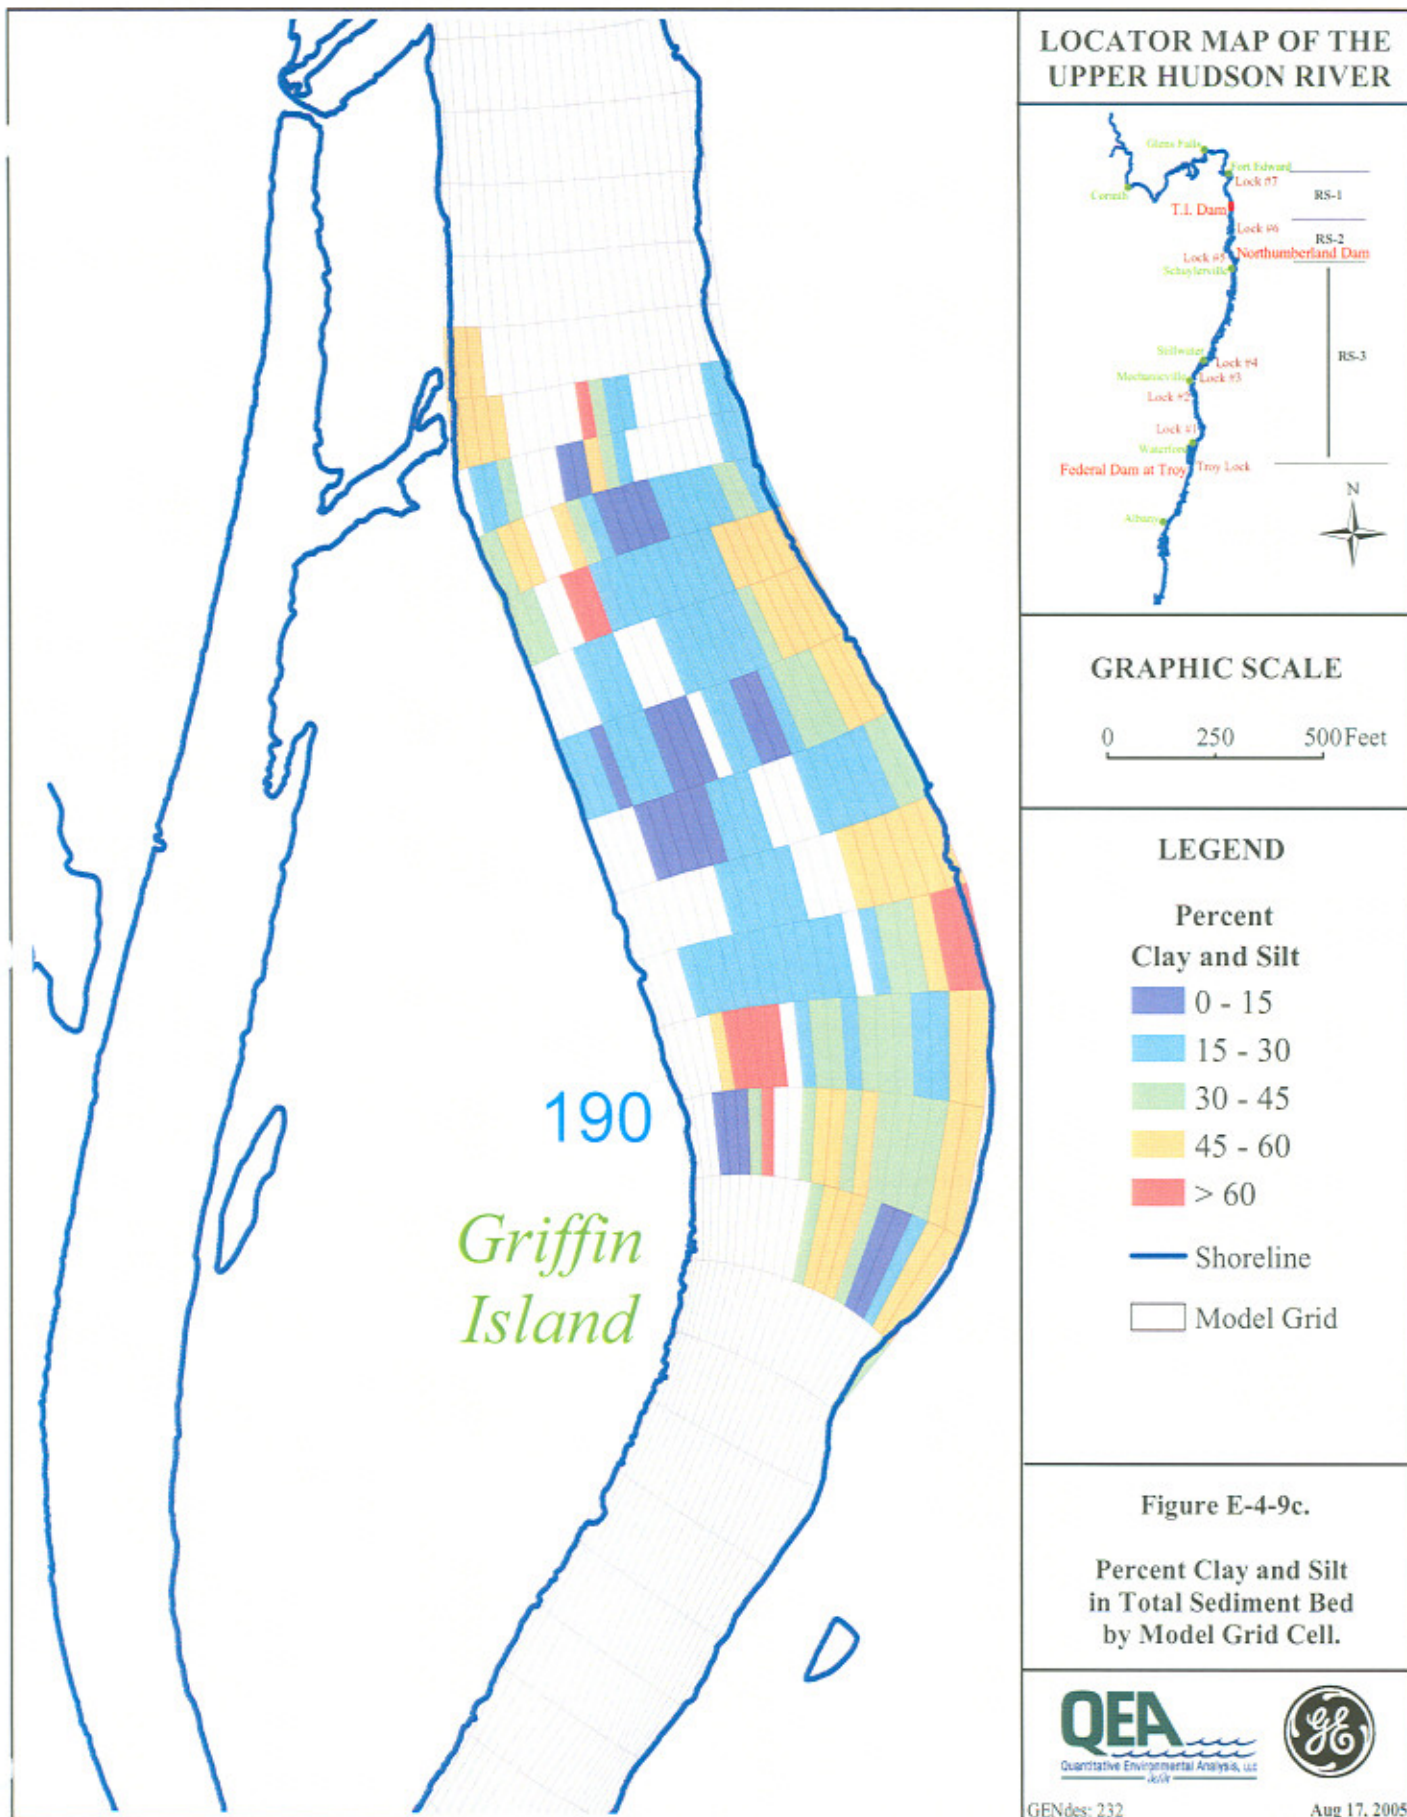 LOCATOR MAP OF THE
UPPER HUDSON RIVER
Glens Falls
Fort Edward
Lock #7
Corinth
RS-1
T.I. Dam
Lock #6
RS-2
Northumberland Dam
Lock #5
Schuylerville
RS-3
Stillwater
Lock #4
Mechanicville
Lock #3
Lock #2
Lock #1
Waterford
Federal Dam at Troy
Troy Lock
N
Albany
GRAPHIC SCALE
0 250 500 Feet
LEGEND
Percent
Clay and Silt
0 - 15
15 - 30
30 - 45
45 - 60
> 60
Shoreline
Model Grid
190
Griffin
Island
Figure E-4-9c.
Percent Clay and Silt
in Total Sediment Bed
by Model Grid Cell.
QEA
Quantitative Environmental Analysis, LLC
GE
GENdes: 232
Aug 17, 2005